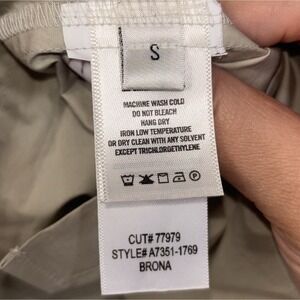 S
MACHINE WASH COLD
DO NOT BLEACH
HANG DRY
IRON LOW TEMPERATURE
OR DRY CLEAN WITH ANY SOLVENT
EXCEPT TRICHLORGETHYLENE
P
CUT# 77979
STYLE# A7351-1769
BRONA